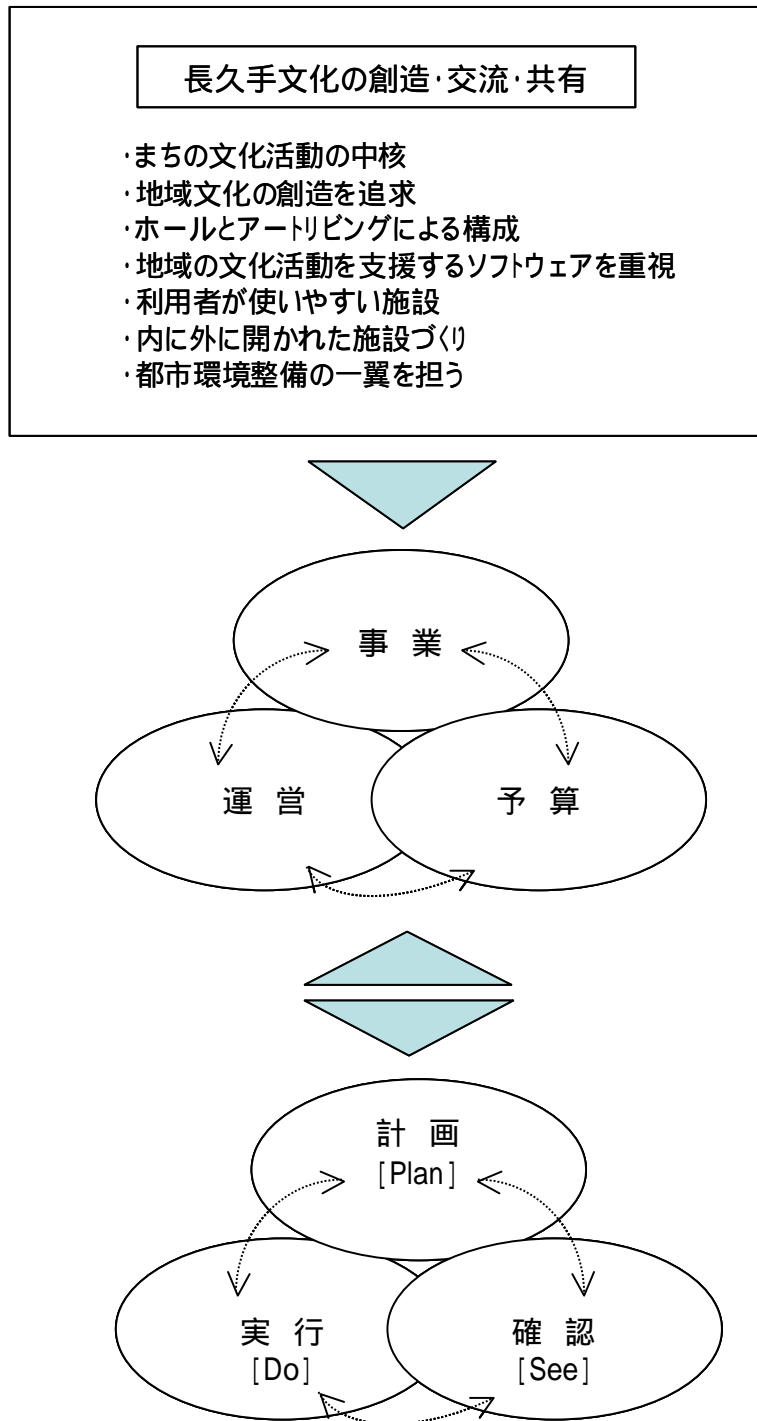 長久手文化の創造・交流・共有
・まちの文化活動の中核
・地域文化の創造を追求
・ホールとアートリビングによる構成
・地域の文化活動を支援するソフトウェアを重視
・利用者が使いやすい施設
・内に外に開かれた施設づくり
・都市環境整備の一翼を担う
事 業
運 営
予 算
計 画
[Plan]
実 行
[Do]
確 認
[See]